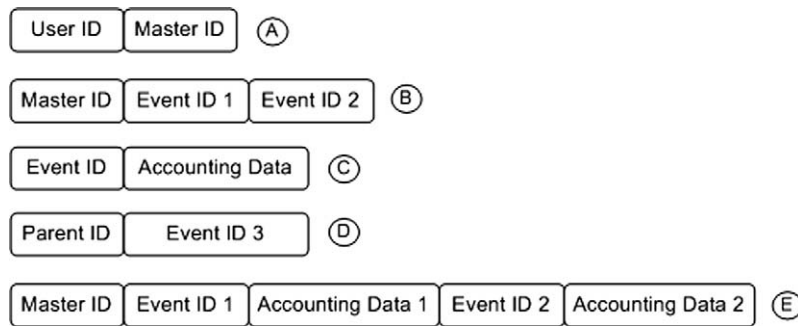 User ID Master ID A
Master ID Event ID 1 Event ID 2 B
Event ID Accounting Data C
Parent ID Event ID 3 D
Master ID Event ID 1 Accounting Data 1 Event ID 2 Accounting Data 2 E